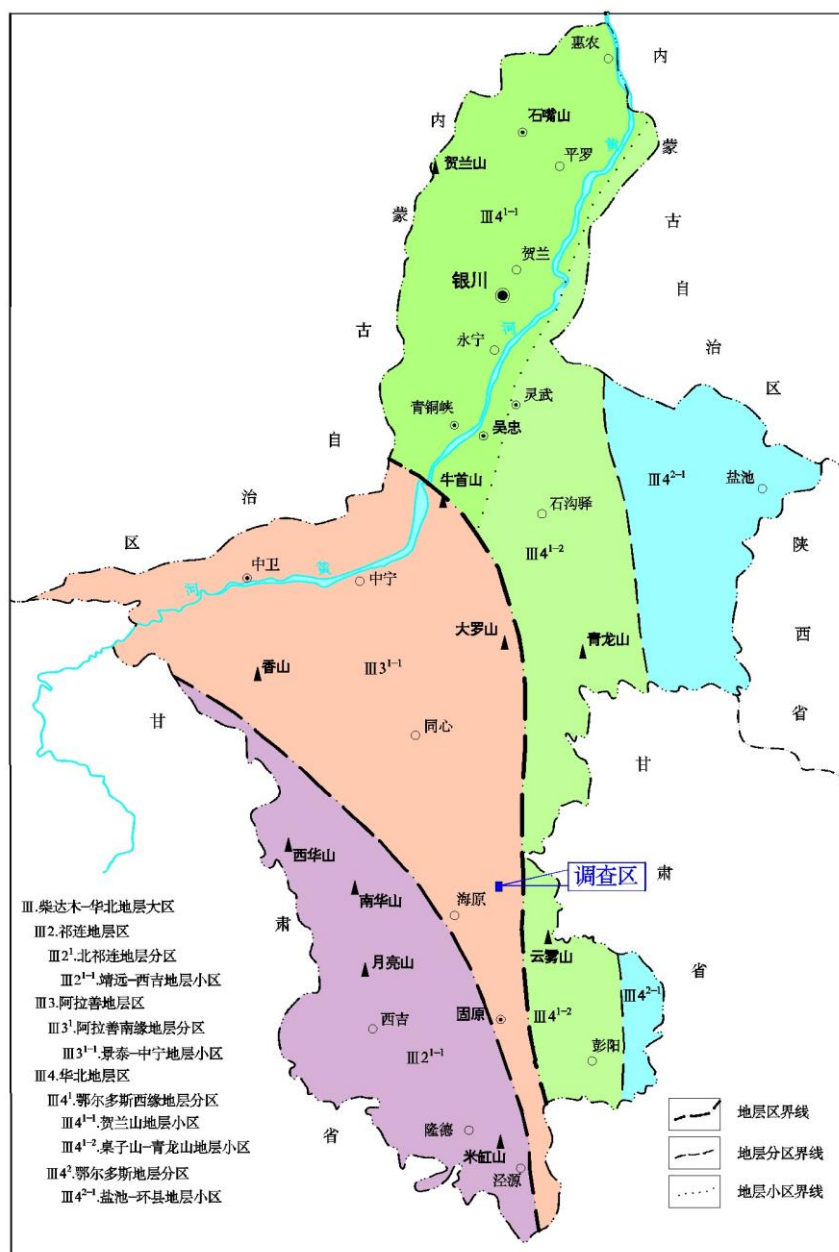 惠农
内
石嘴山
内
黄
蒙
贺兰山
平罗
蒙
Ⅲ4¹⁻¹
古
贺兰
银川
自
河
治
古
永宁
区
灵武
青铜峡
自
吴忠
Ⅲ4²⁻¹
盐池
牛首山
治
石沟驿
区
陕
Ⅲ4¹⁻²
中卫
黄
河
中宁
西
大罗山
青龙山
香山
Ⅲ3¹⁻¹
省
甘
同心
甘
西华山
调查区
肃
南华山
海原
肃
云雾山
月亮山
省
Ⅲ4²⁻¹
固原
Ⅲ4¹⁻²
西吉
Ⅲ2¹⁻¹
彭阳
省
隆德
米缸山
泾源
Ⅲ.柴达木-华北地层大区
Ⅲ2.祁连地层区
Ⅲ2¹.北祁连地层分区
Ⅲ2¹⁻¹.靖远-西吉地层小区
Ⅲ3.阿拉善地层区
Ⅲ3¹.阿拉善南缘地层分区
Ⅲ3¹⁻¹.景泰-中宁地层小区
Ⅲ4.华北地层区
Ⅲ4¹.鄂尔多斯西缘地层分区
Ⅲ4¹⁻¹.贺兰山地层小区
Ⅲ4¹⁻².桌子山-青龙山地层小区
Ⅲ4².鄂尔多斯地层分区
Ⅲ4²⁻¹.盐池-环县地层小区
地层区界线
地层分区界线
地层小区界线